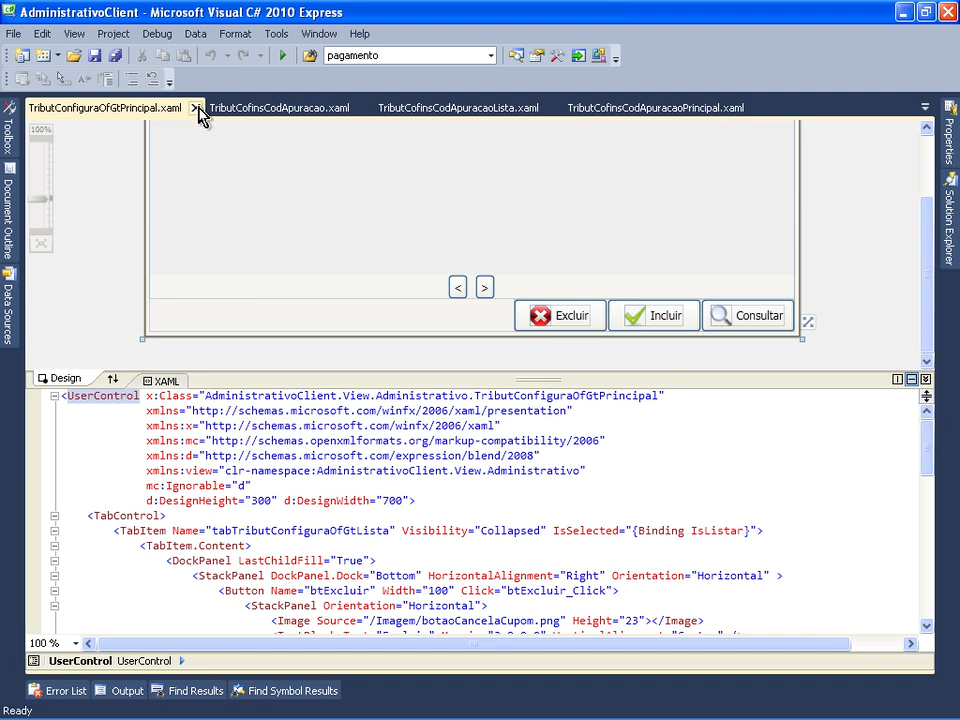 AdministrativoClient - Microsoft Visual C# 2010 Express
File Edit View Project Debug Data Format Tools Window Help
pagamento
TributConfiguraOfGtPrincipal.xaml TributCofinsCodApuracao.xaml TributCofinsCodApuracaoLista.xaml TributCofinsCodApuracaoPrincipal.xaml
Toolbox
Document Outline
Data Sources
Properties
Solution Explorer
100%
< >
Excluir Incluir Consultar
Design XAML
<UserControl x:Class="AdministrativoClient.View.Administrativo.TributConfiguraOfGtPrincipal"
xmlns="http://schemas.microsoft.com/winfx/2006/xaml/presentation"
xmlns:x="http://schemas.microsoft.com/winfx/2006/xaml"
xmlns:mc="http://schemas.openxmlformats.org/markup-compatibility/2006"
xmlns:d="http://schemas.microsoft.com/expression/blend/2008"
xmlns:view="clr-namespace:AdministrativoClient.View.Administrativo"
mc:Ignorable="d"
d:DesignHeight="300" d:DesignWidth="700">
<TabControl>
<TabItem Name="tabTributConfiguraOfGtLista" Visibility="Collapsed" IsSelected="{Binding IsListar}">
<TabItem.Content>
<DockPanel LastChildFill="True">
<StackPanel DockPanel.Dock="Bottom" HorizontalAlignment="Right" Orientation="Horizontal" >
<Button Name="btExcluir" Width="100" Click="btExcluir_Click">
<StackPanel Orientation="Horizontal">
<Image Source="/Imagem/botaoCancelaCupom.png" Height="23"></Image>
100 %
UserControl UserControl
Error List Output Find Results Find Symbol Results
Ready